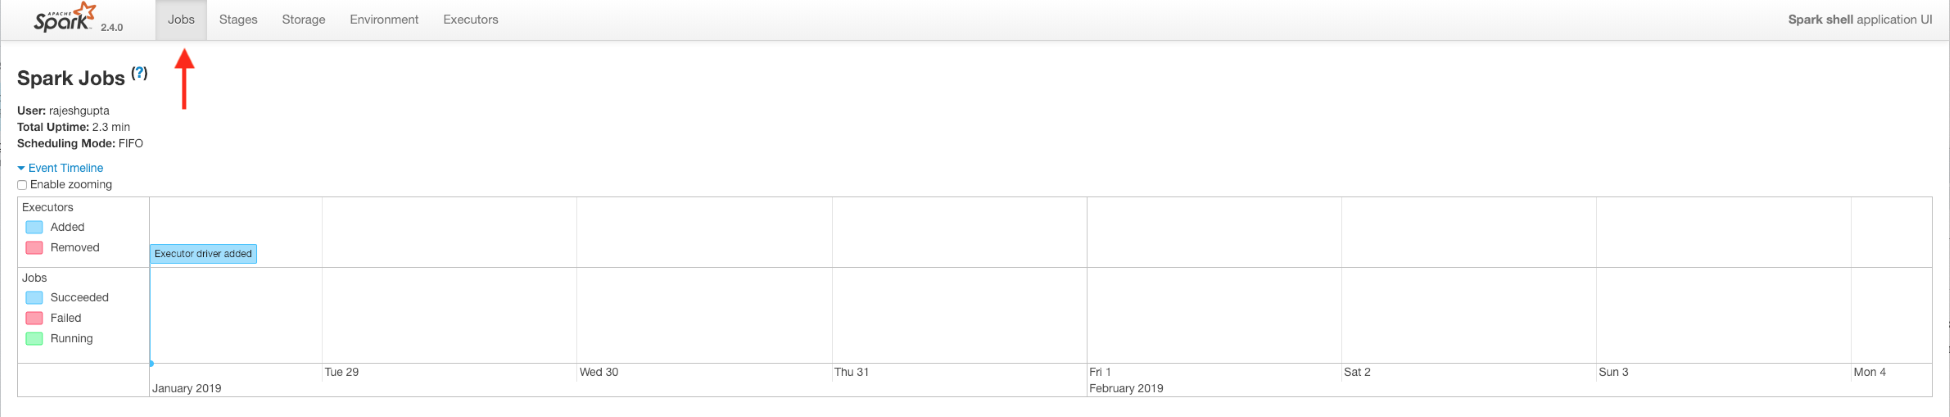 APACHE
Spark 2.4.0 Jobs Stages Storage Environment Executors Spark shell application UI
Spark Jobs (?)
User: rajeshgupta
Total Uptime: 2.3 min
Scheduling Mode: FIFO
Event Timeline
Enable zooming
Executors
Added
Removed
Executor driver added
Jobs
Succeeded
Failed
Running
Tue 29 Wed 30 Thu 31 Fri 1 Sat 2 Sun 3 Mon 4
January 2019 February 2019